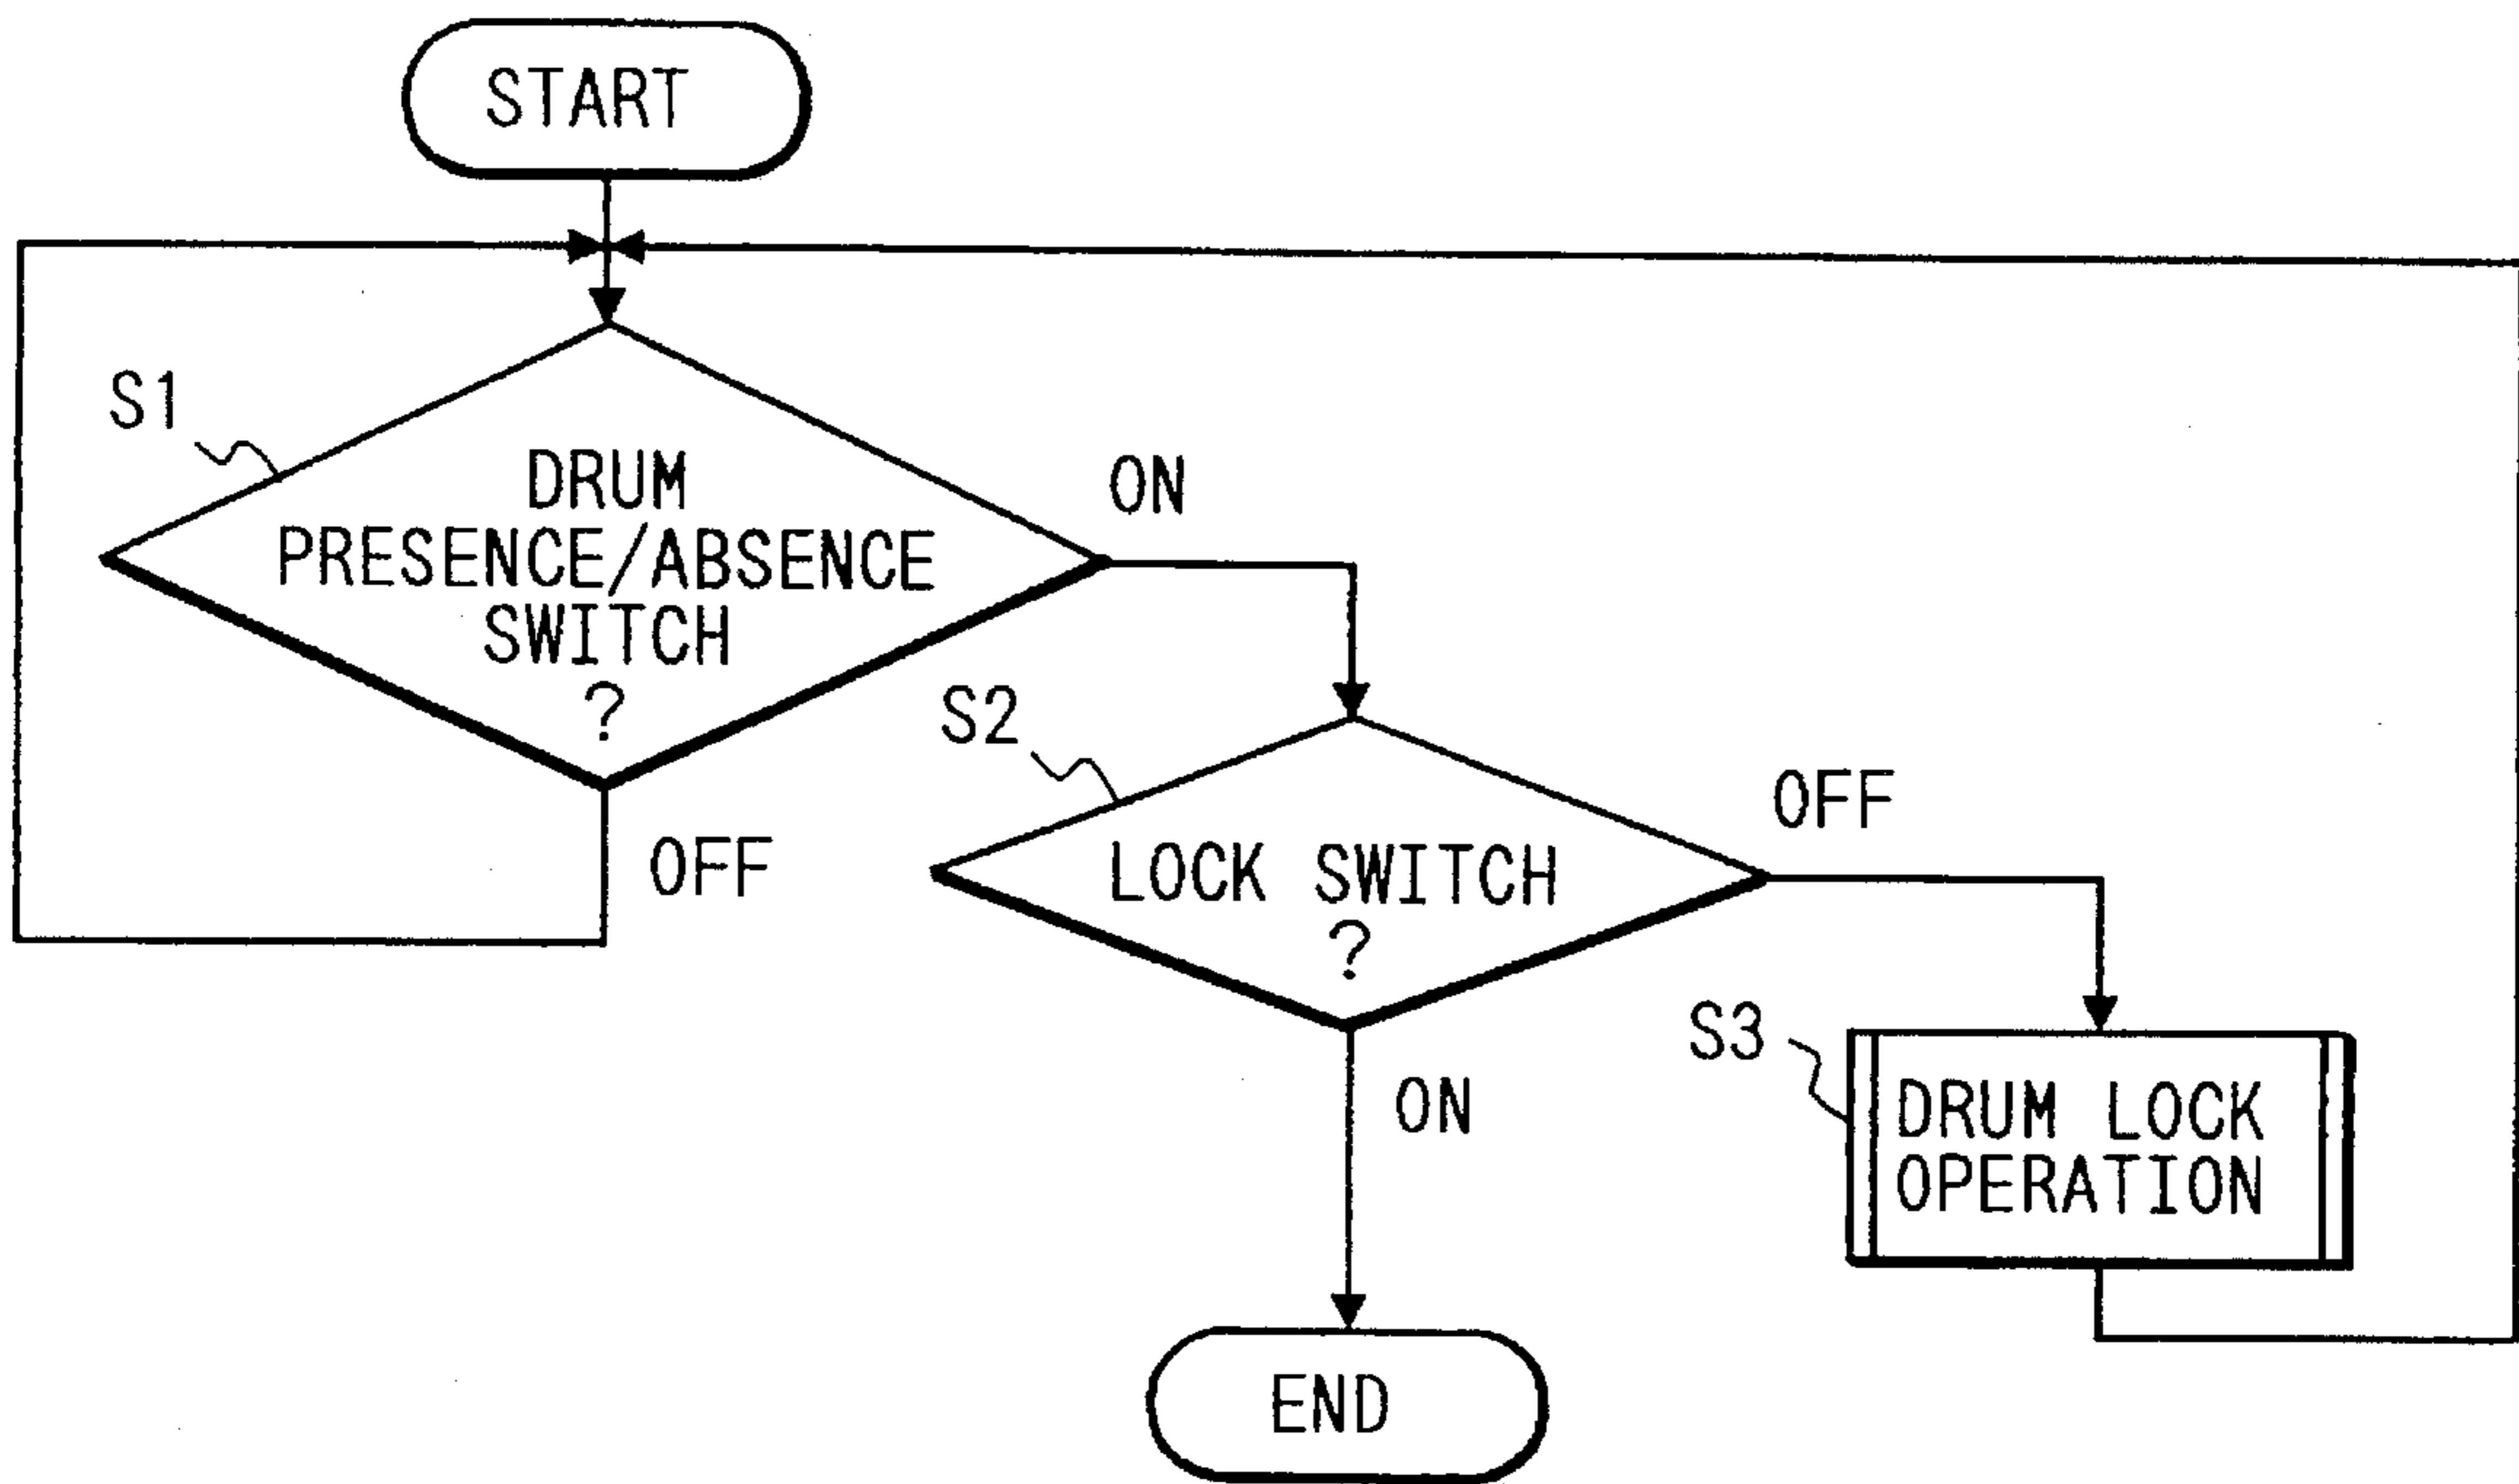 START
S1
DRUM
PRESENCE/ABSENCE
SWITCH
?
ON
OFF
S2
LOCK SWITCH
?
OFF
ON
S3
DRUM LOCK
OPERATION
END